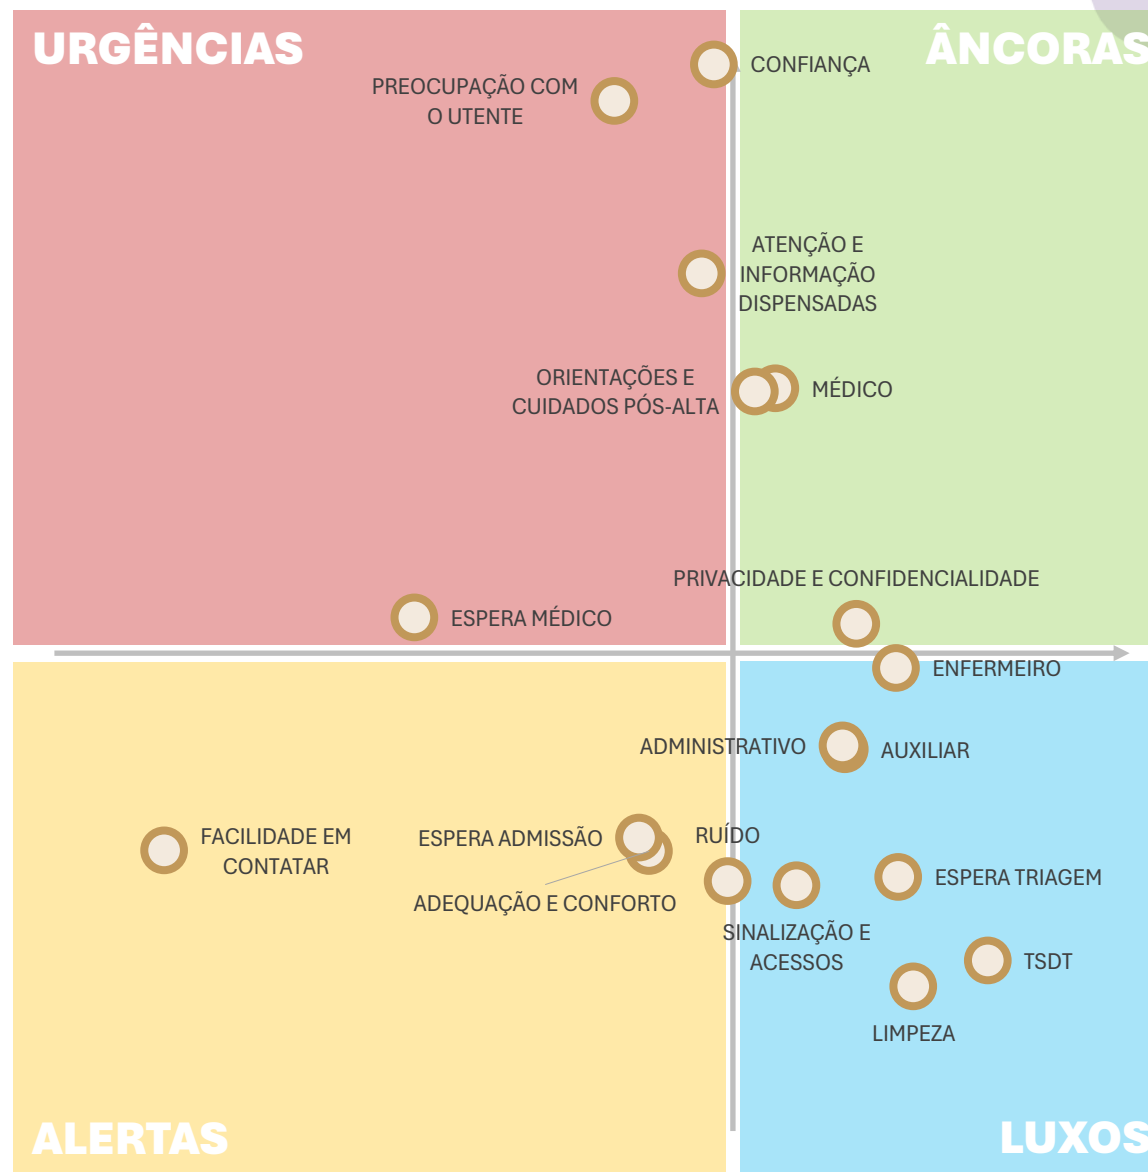 URGÊNCIAS
ÂNCORAS
CONFIANÇA
PREOCUPAÇÃO COM
O UTENTE
ATENÇÃO E
INFORMAÇÃO
DISPENSADAS
ORIENTAÇÕES E
CUIDADOS PÓS-ALTA
MÉDICO
PRIVACIDADE E CONFIDENCIALIDADE
ESPERA MÉDICO
ENFERMEIRO
ADMINISTRATIVO
AUXILIAR
FACILIDADE EM
CONTATAR
ESPERA ADMISSÃO
RUÍDO
ADEQUAÇÃO E CONFORTO
ESPERA TRIAGEM
SINALIZAÇÃO E
ACESSOS
TSDT
LIMPEZA
ALERTAS
LUXOS